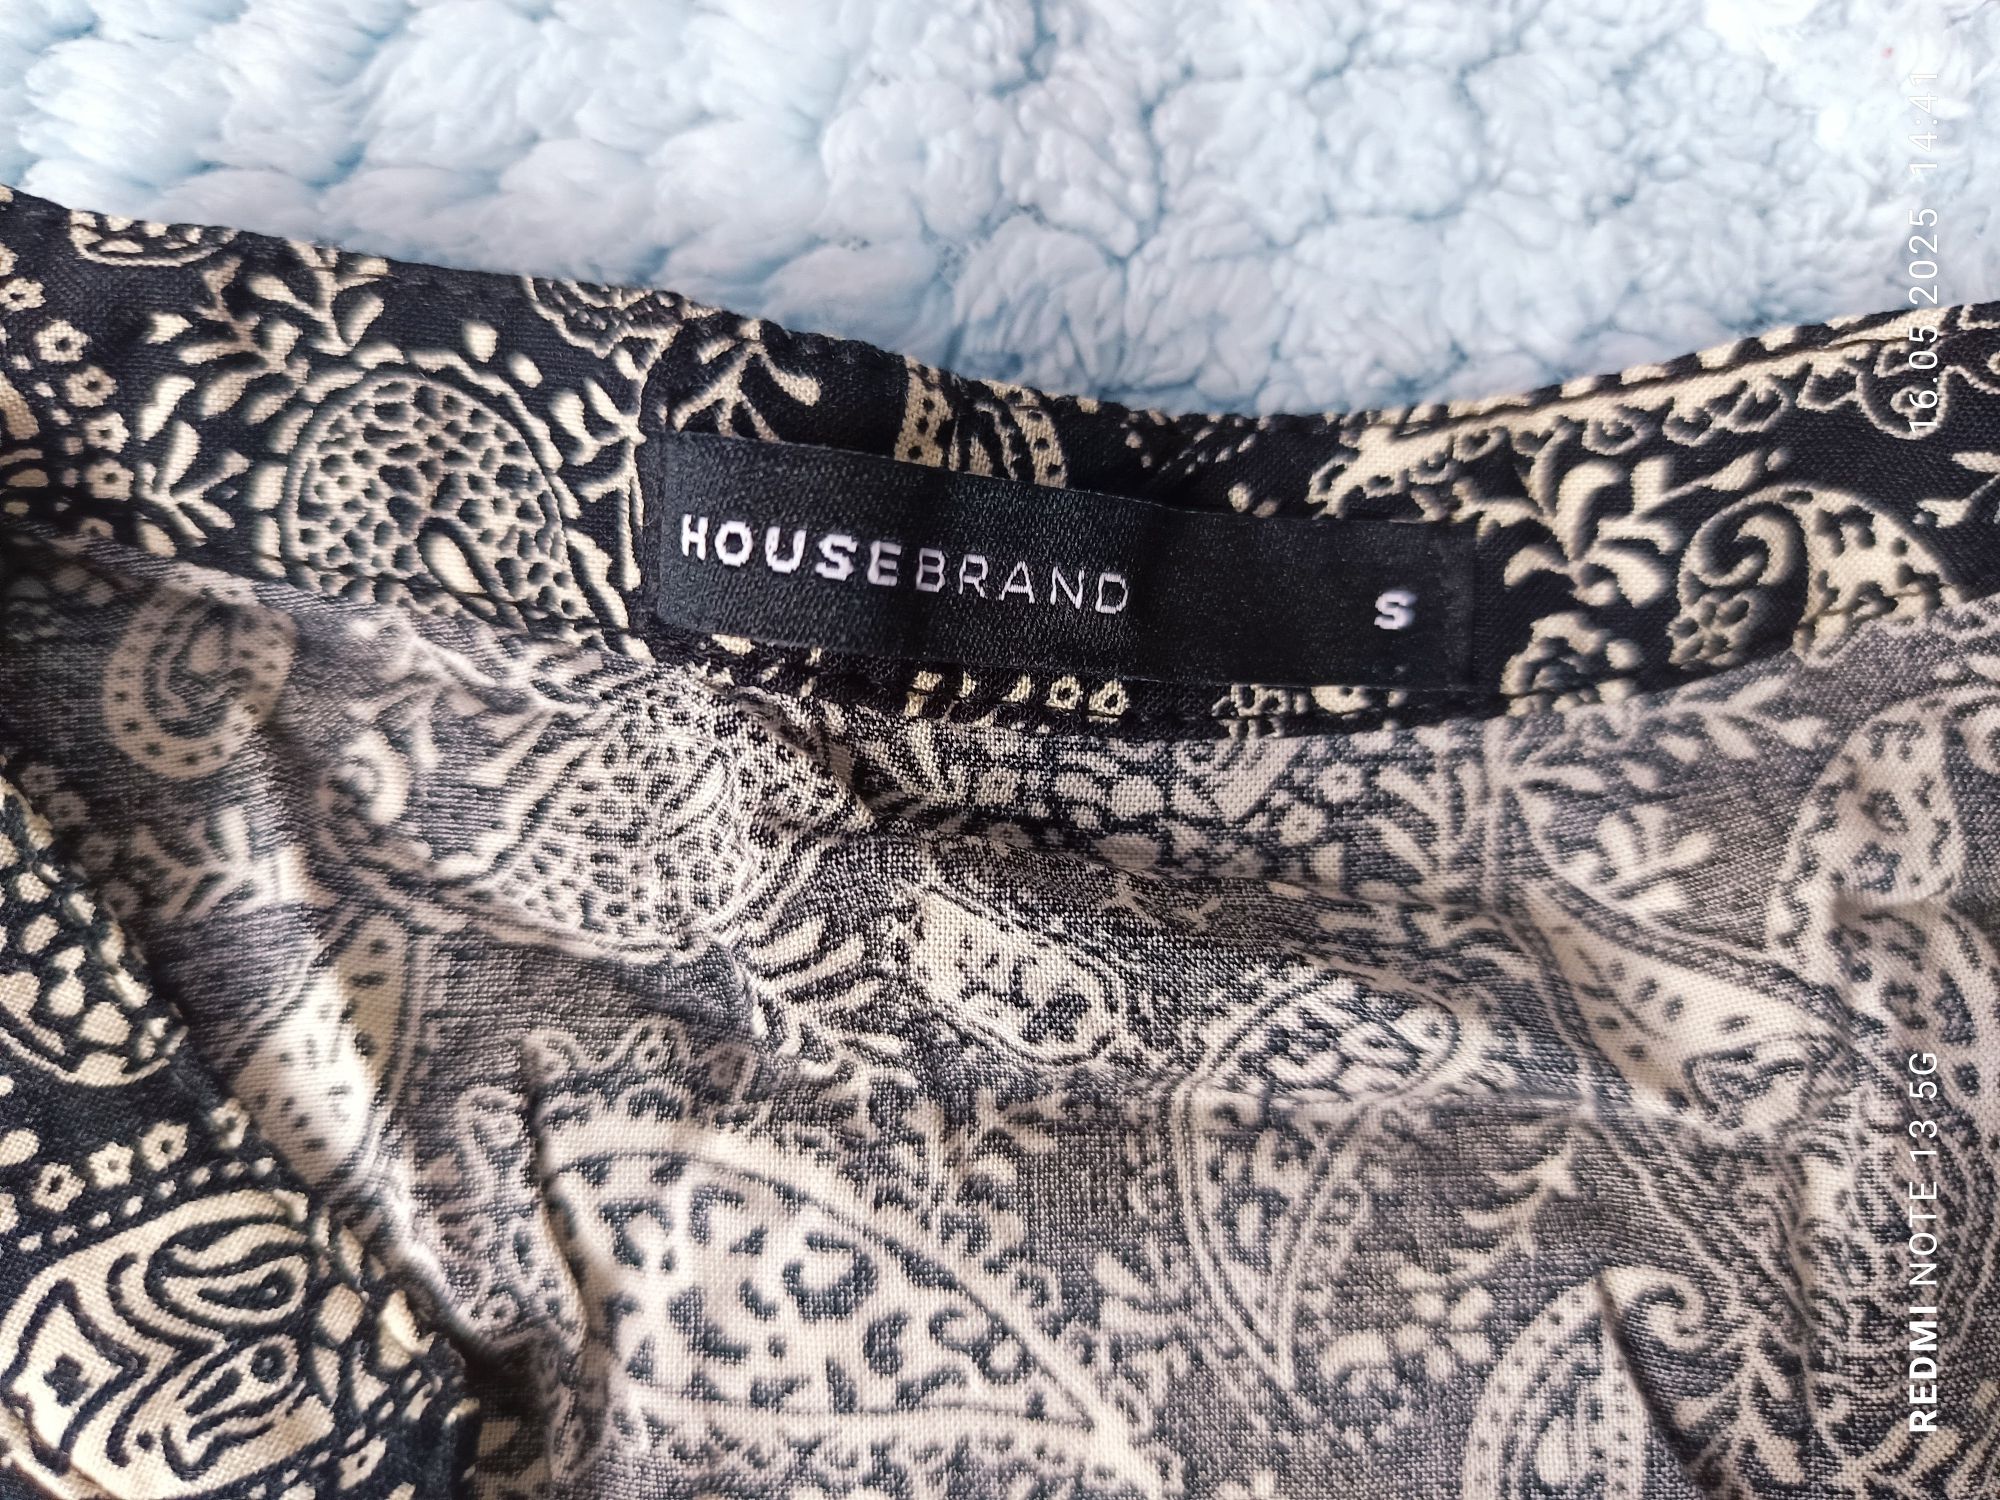 HOUSEBRAND S
REDMI NOTE 13 5G
16.05.2025 14:41